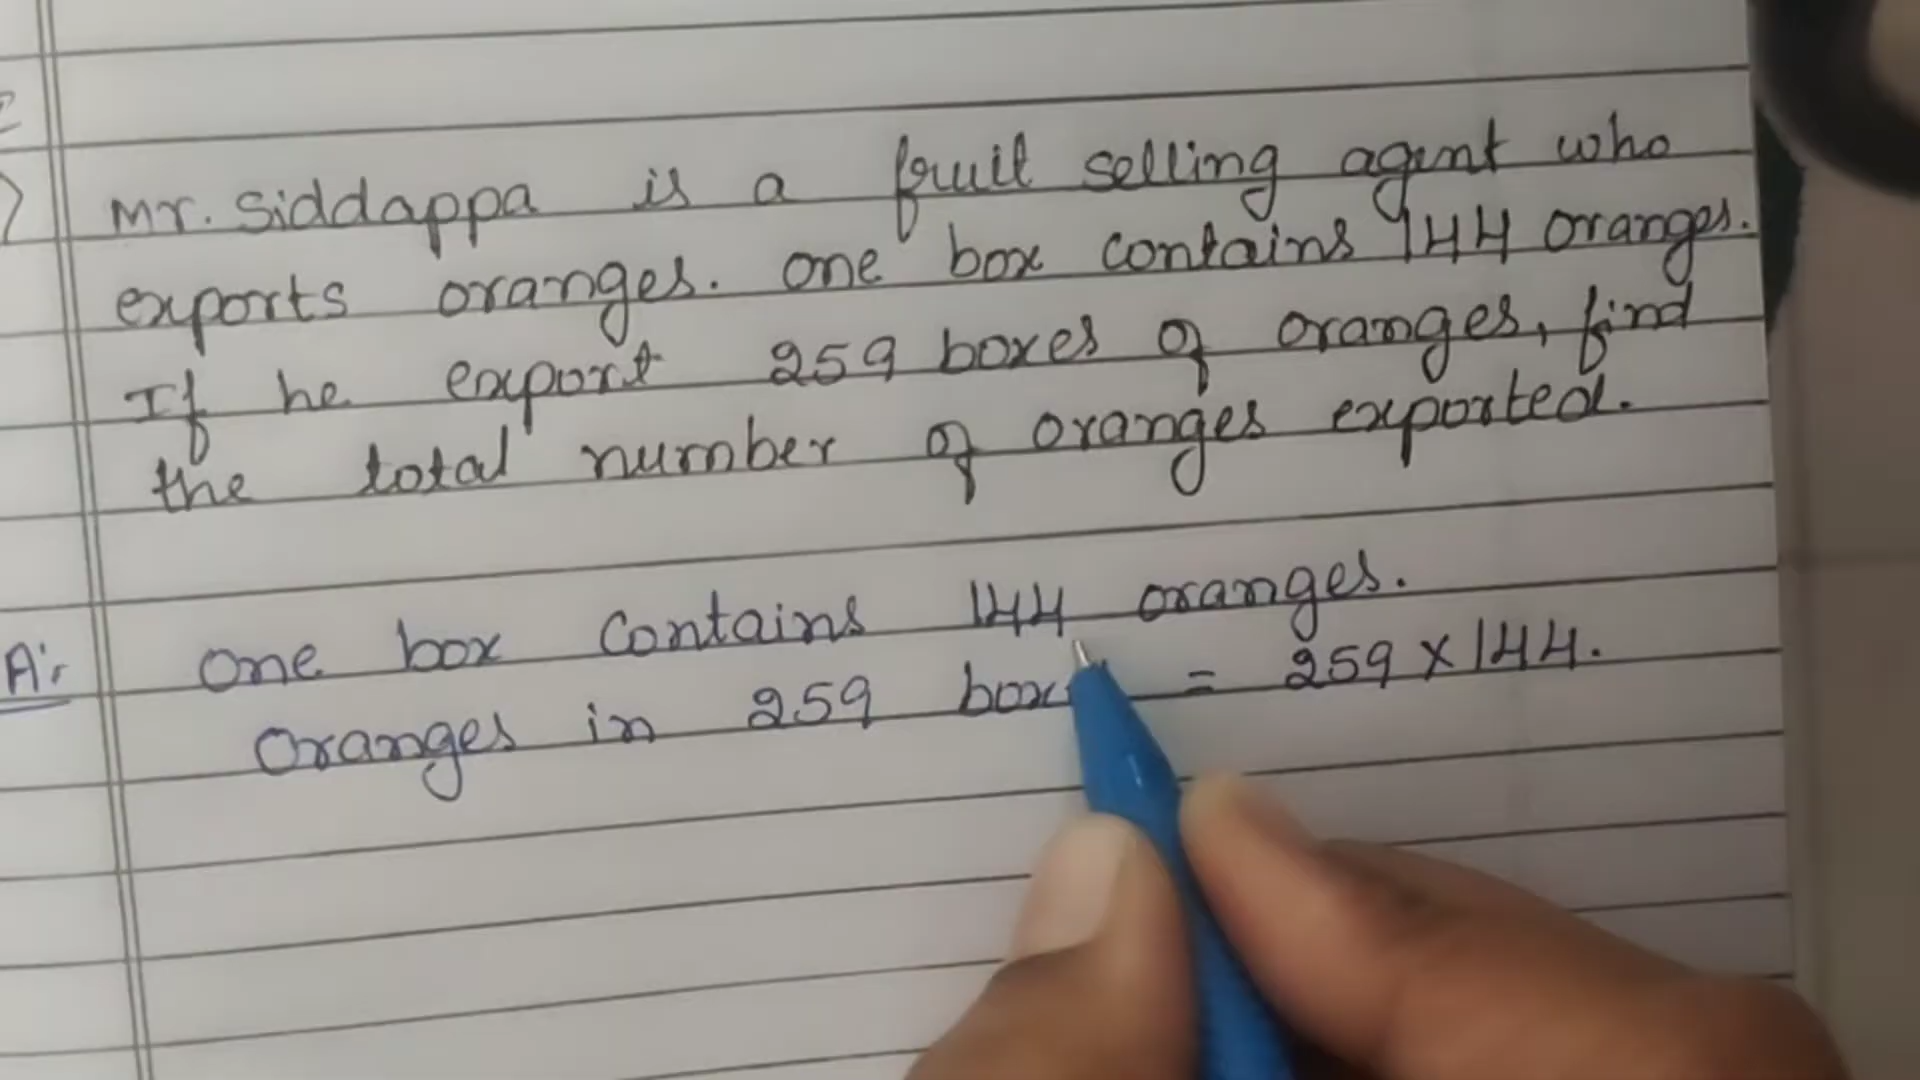 Mr. Siddappa is a fruit selling agent who
exports oranges. One box contains 144 oranges.
If he export 259 boxes of oranges, find
the total number of oranges exported.
A:
One box contains 144 oranges.
Oranges in 259 box = 259 × 144.